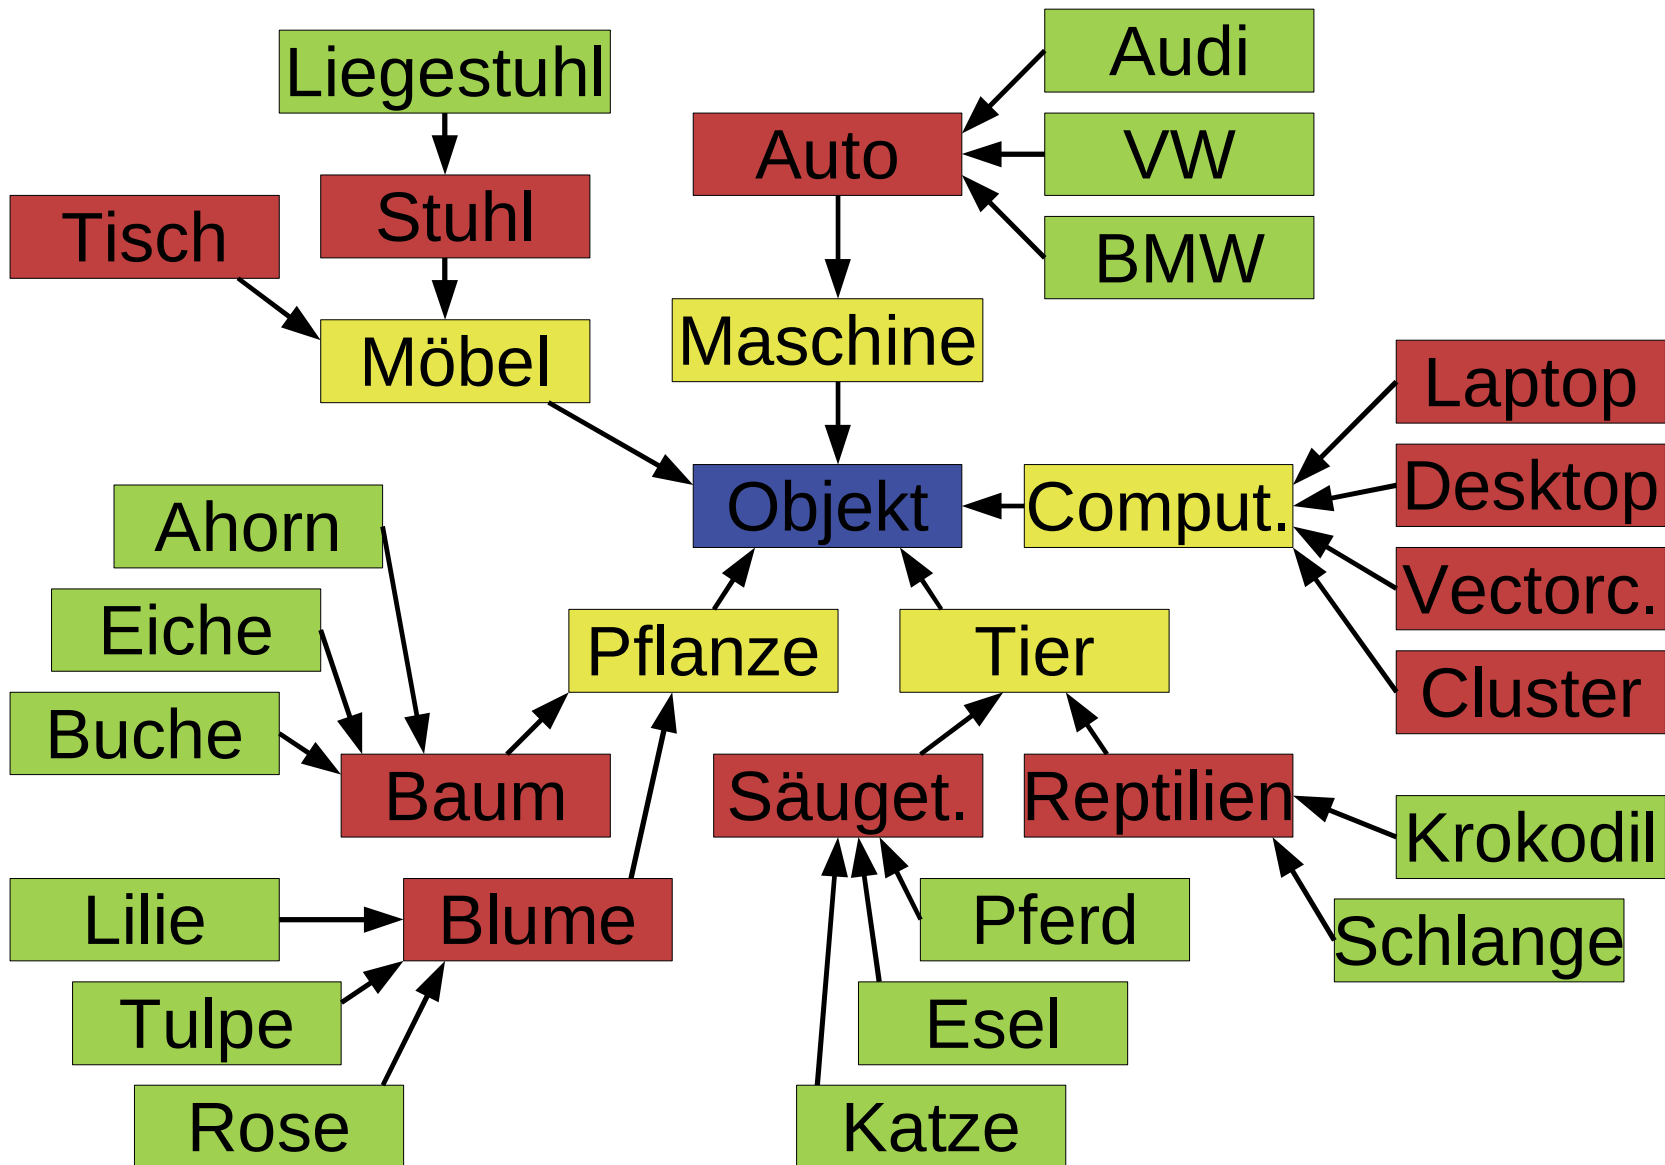 Liegestuhl
Audi
Auto
VW
Tisch
Stuhl
BMW
Möbel
Maschine
Laptop
Ahorn
Objekt
Comput.
Desktop
Eiche
Vectorc.
Pflanze
Tier
Cluster
Buche
Baum
Säuget.
Reptilien
Krokodil
Lilie
Blume
Pferd
Schlange
Tulpe
Esel
Rose
Katze